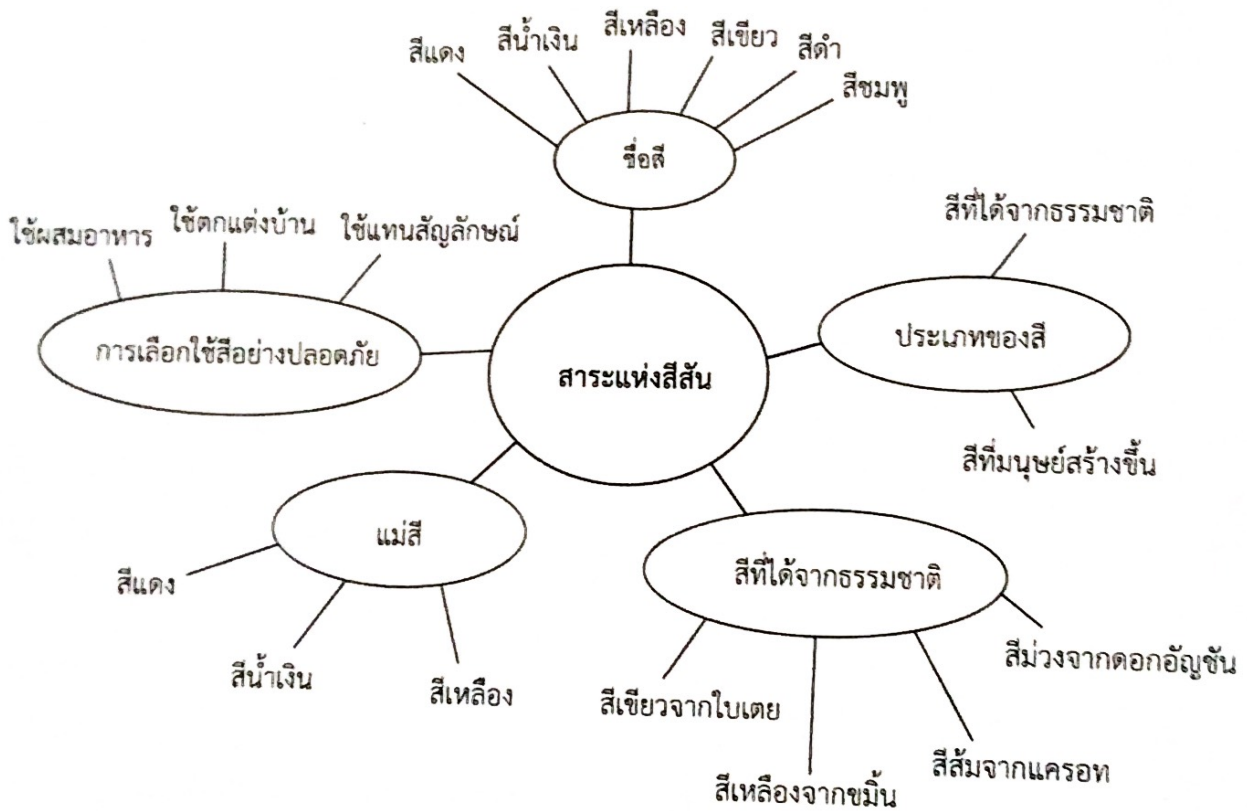 สีแดง
สีน้ำเงิน
สีเหลือง
สีเขียว
สีดำ
สีชมพู
ชื่อสี
ใช้ผสมอาหาร
ใช้ตกแต่งบ้าน
ใช้แทนสัญลักษณ์
การเลือกใช้สีอย่างปลอดภัย
สาระแห่งสีสัน
สีที่ได้จากธรรมชาติ
ประเภทของสี
สีที่มนุษย์สร้างขึ้น
แม่สี
สีแดง
สีน้ำเงิน
สีเหลือง
สีที่ได้จากธรรมชาติ
สีเขียวจากใบเตย
สีเหลืองจากขมิ้น
สีส้มจากแครอท
สีม่วงจากดอกอัญชัน